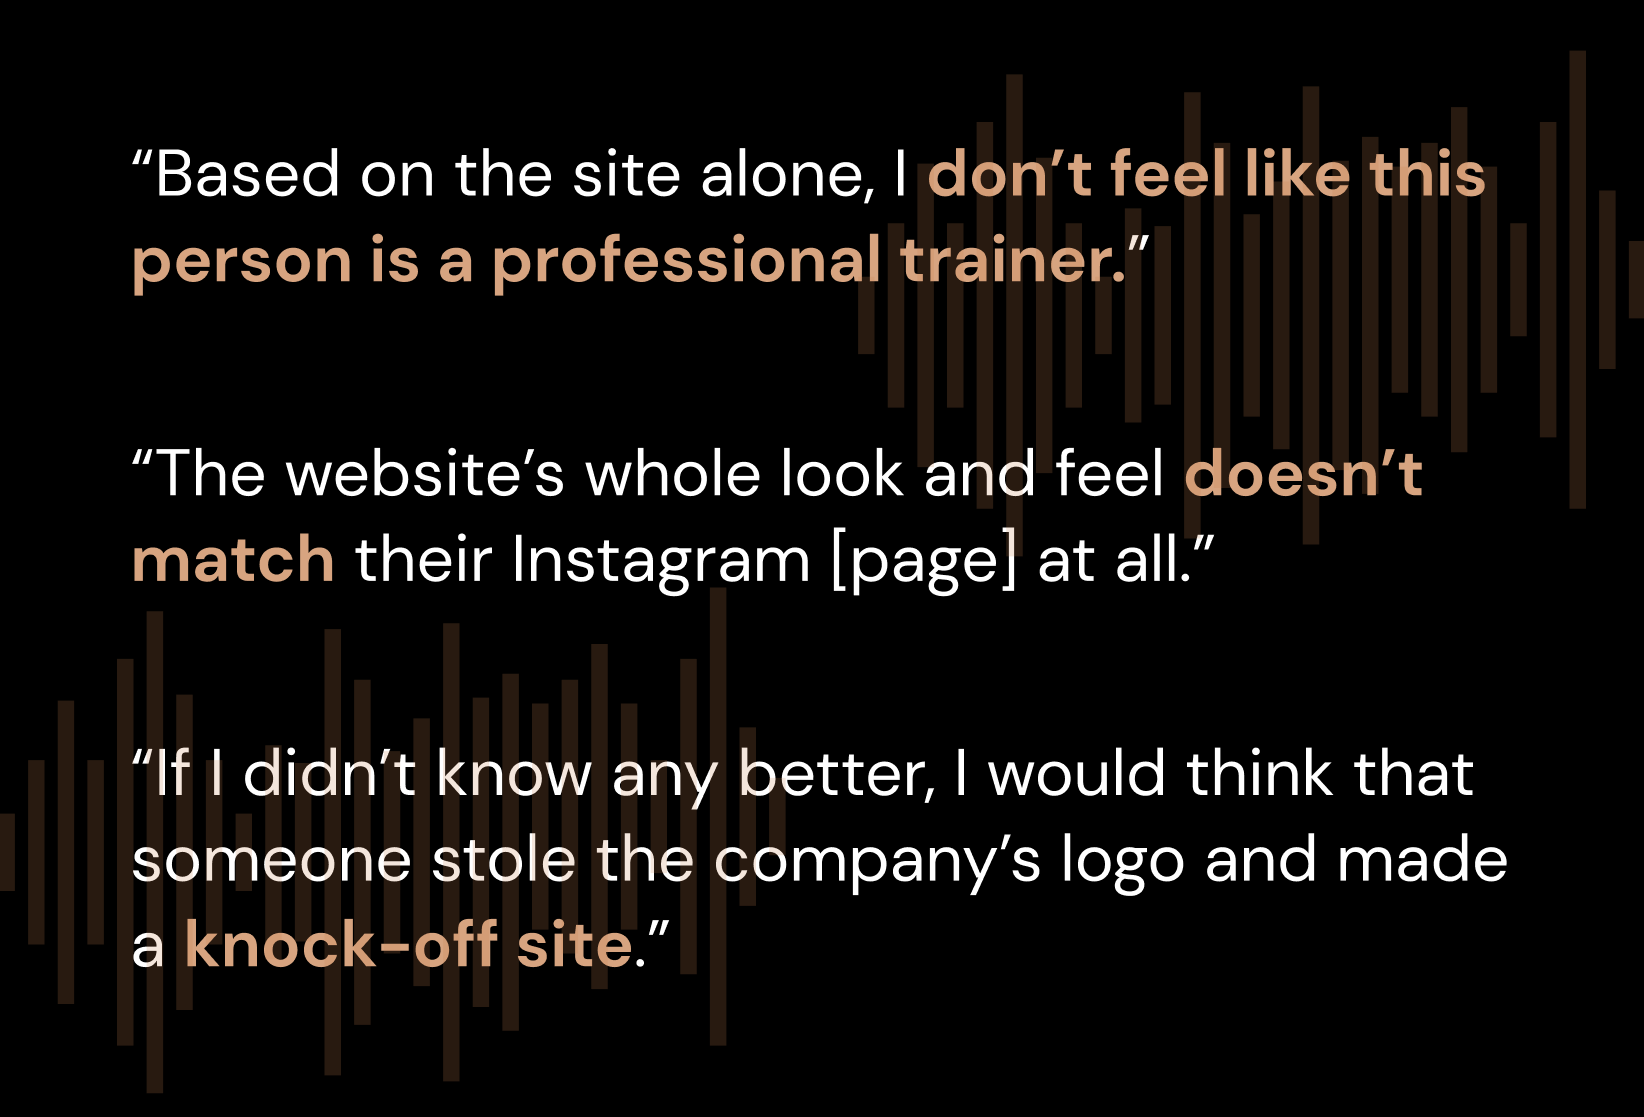 “Based on the site alone, I don’t feel like this
person is a professional trainer.”
“The website’s whole look and feel doesn’t
match their Instagram [page] at all.”
“If I didn’t know any better, I would think that
someone stole the company’s logo and made
a knock-off site.”